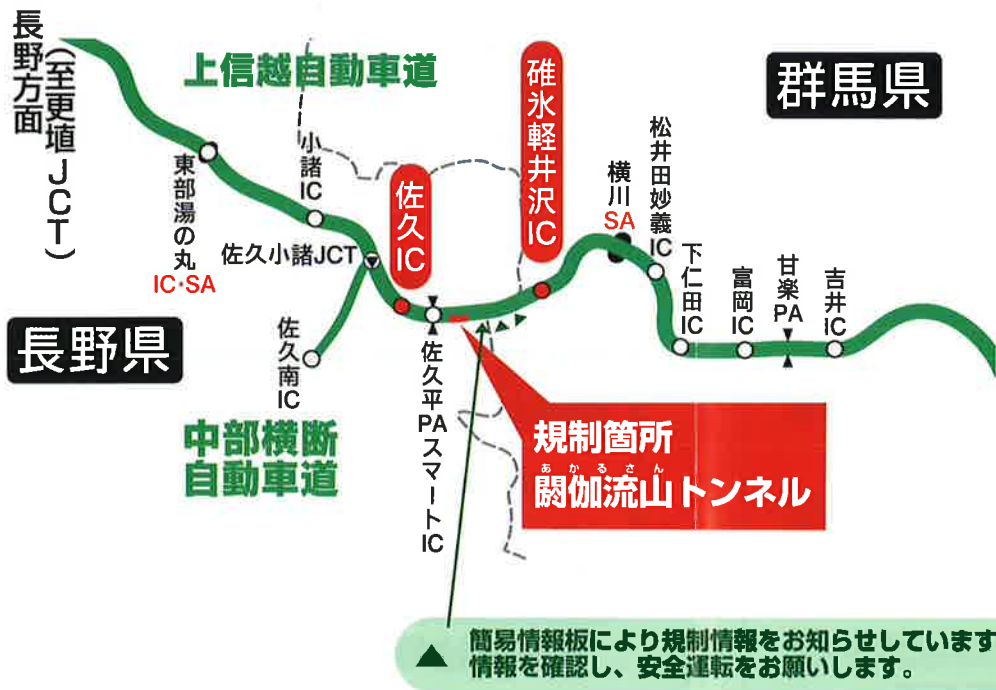 長野方面
(至更埴JCT)
上信越自動車道
碓氷軽井沢IC
群馬県
小諸IC
東部湯の丸
IC・SA
佐久IC
横川
SA
松井田妙義IC
佐久小諸JCT
下仁田IC
富岡IC
甘楽PA
吉井IC
長野県
佐久南IC
佐久平PAスマートIC
中部横断
自動車道
規制箇所
あかるさん
閼伽流山トンネル
簡易情報板により規制情報をお知らせしています
情報を確認し、安全運転をお願いします。